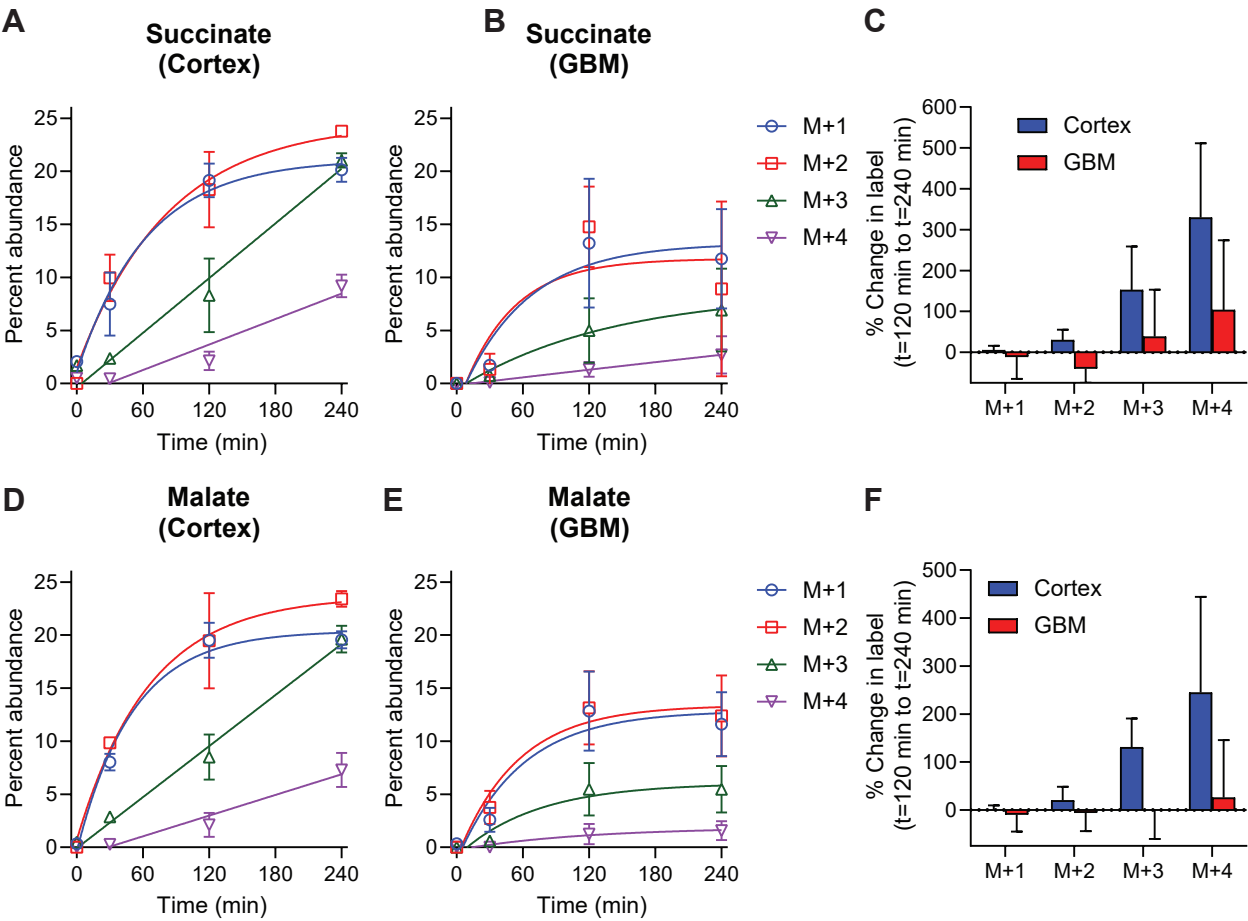 A
Succinate
(Cortex)
Percent abundance
25
20
15
10
5
0
0
60
120
180
240
Time (min)
B
Succinate
(GBM)
Percent abundance
25
20
15
10
5
0
0
60
120
180
240
Time (min)
M+1
M+2
M+3
M+4
C
% Change in label
(t=120 min to t=240 min)
600
500
400
300
200
100
0
Cortex
GBM
M+1
M+2
M+3
M+4
D
Malate
(Cortex)
Percent abundance
25
20
15
10
5
0
0
60
120
180
240
Time (min)
E
Malate
(GBM)
Percent abundance
25
20
15
10
5
0
0
60
120
180
240
Time (min)
M+1
M+2
M+3
M+4
F
% Change in label
(t=120 min to t=240 min)
500
400
300
200
100
0
Cortex
GBM
M+1
M+2
M+3
M+4